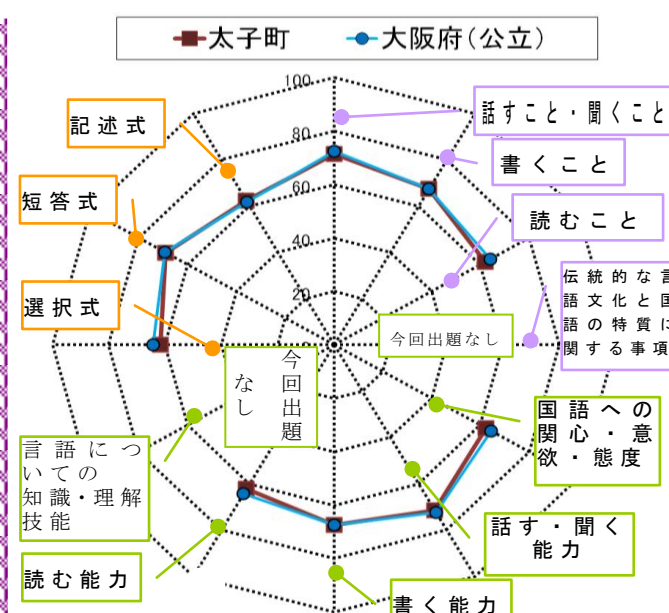 太子町 大阪府(公立)
100
80
60
40
20
0
話すこと・聞くこと
書くこと
読むこと
伝統的な言
語文化と国
語の特質に
関する事項
今回出題なし
国語への
関心・意
欲・態度
話す・聞く
能力
書く能力
読む能力
言語につ
いての
知識・理解
技能
今回出題
なし
選択式
短答式
記述式